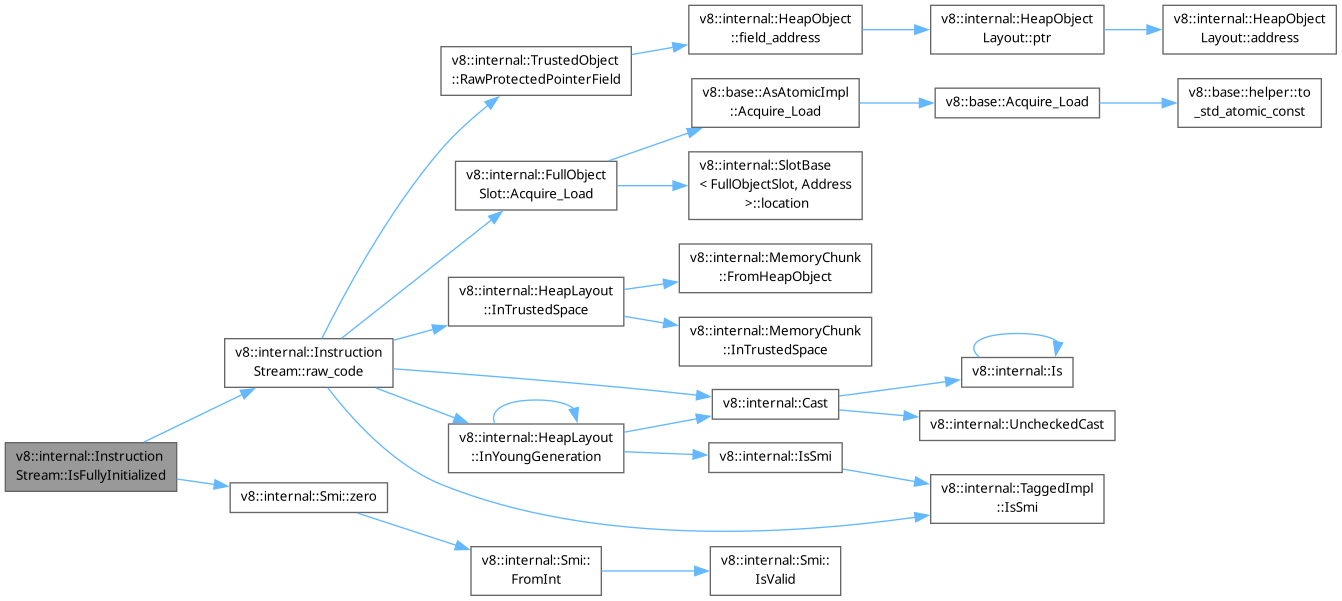 v8::internal::HeapObject
::field_address
v8::internal::HeapObject
Layout::ptr
v8::internal::HeapObject
Layout::address
v8::internal::TrustedObject
::RawProtectedPointerField
v8::base::AsAtomicImpl
::Acquire_Load
v8::base::Acquire_Load
v8::base::helper::to
_std_atomic_const
v8::internal::FullObject
Slot::Acquire_Load
v8::internal::SlotBase
< FullObjectSlot, Address
>::location
v8::internal::MemoryChunk
::FromHeapObject
v8::internal::HeapLayout
::InTrustedSpace
v8::internal::MemoryChunk
::InTrustedSpace
v8::internal::Instruction
Stream::raw_code
v8::internal::Is
v8::internal::Cast
v8::internal::UncheckedCast
v8::internal::HeapLayout
::InYoungGeneration
v8::internal::IsSmi
v8::internal::Instruction
Stream::IsFullyInitialized
v8::internal::TaggedImpl
::IsSmi
v8::internal::Smi::zero
v8::internal::Smi::
FromInt
v8::internal::Smi::
IsValid